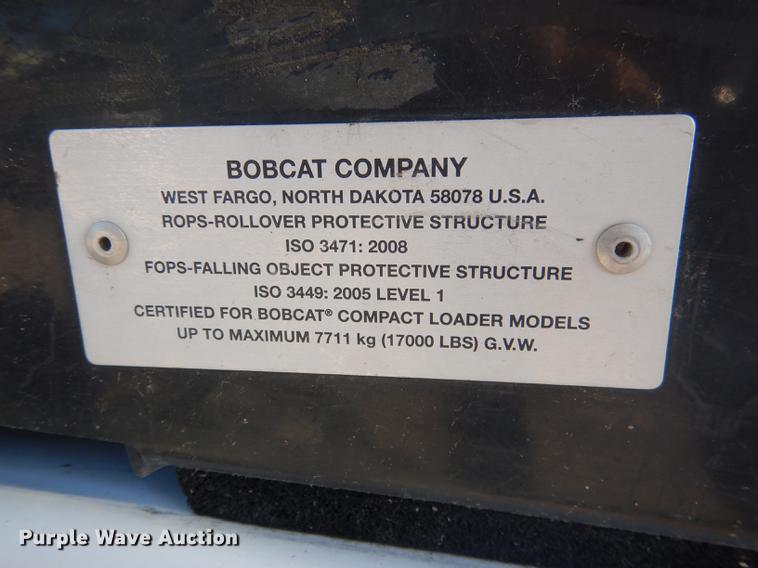 BOBCAT COMPANY
WEST FARGO, NORTH DAKOTA 58078 U.S.A.
ROPS-ROLLOVER PROTECTIVE STRUCTURE
ISO 3471: 2008
FOPS-FALLING OBJECT PROTECTIVE STRUCTURE
ISO 3449: 2005 LEVEL 1
CERTIFIED FOR BOBCAT® COMPACT LOADER MODELS
UP TO MAXIMUM 7711 kg (17000 LBS) G.V.W.
Purple Wave Auction